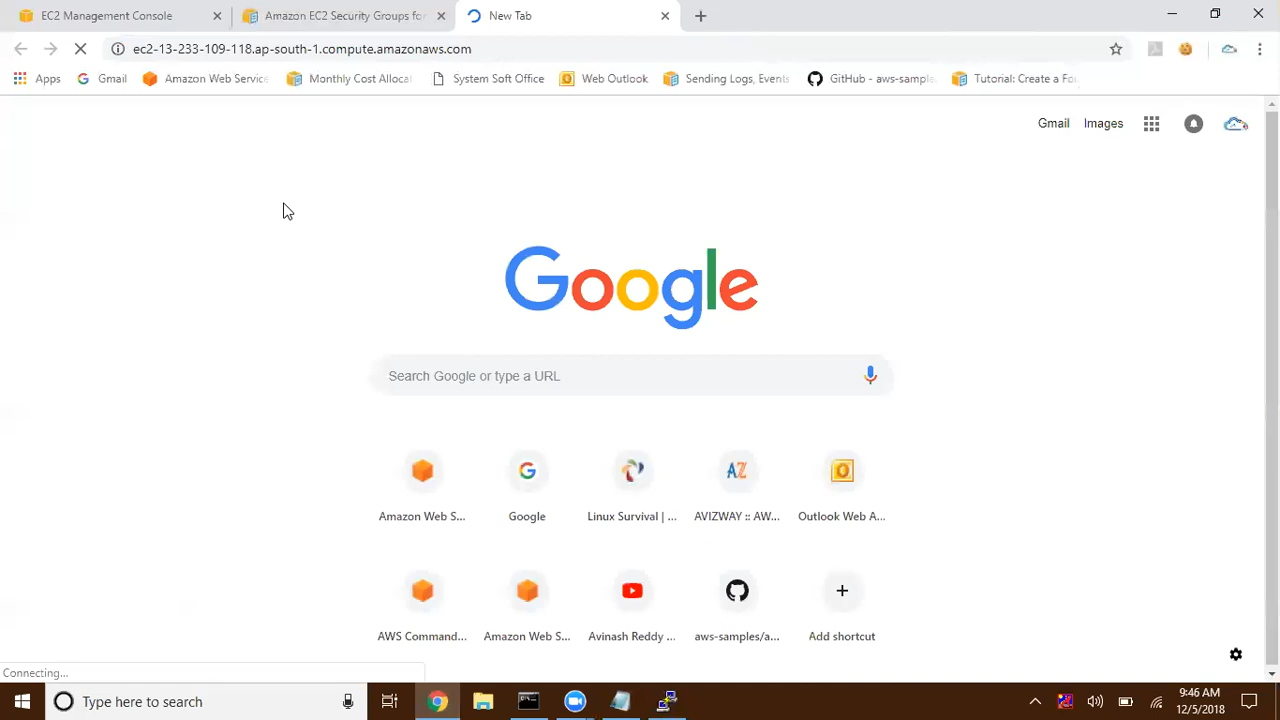 EC2 Management Console
Amazon EC2 Security Groups for
New Tab
ec2-13-233-109-118.ap-south-1.compute.amazonaws.com
Apps
Gmail
Amazon Web Service
Monthly Cost Allocat
System Soft Office
Web Outlook
Sending Logs, Events
GitHub - aws-sample
Tutorial: Create a Fou
Gmail
Images
Google
Search Google or type a URL
Amazon Web S...
Google
Linux Survival | ...
AVIZWAY :: AW...
Outlook Web A...
AWS Command...
Amazon Web S...
Avinash Reddy ...
aws-samples/a...
Add shortcut
Connecting...
Type here to search
9:46 AM
12/5/2018